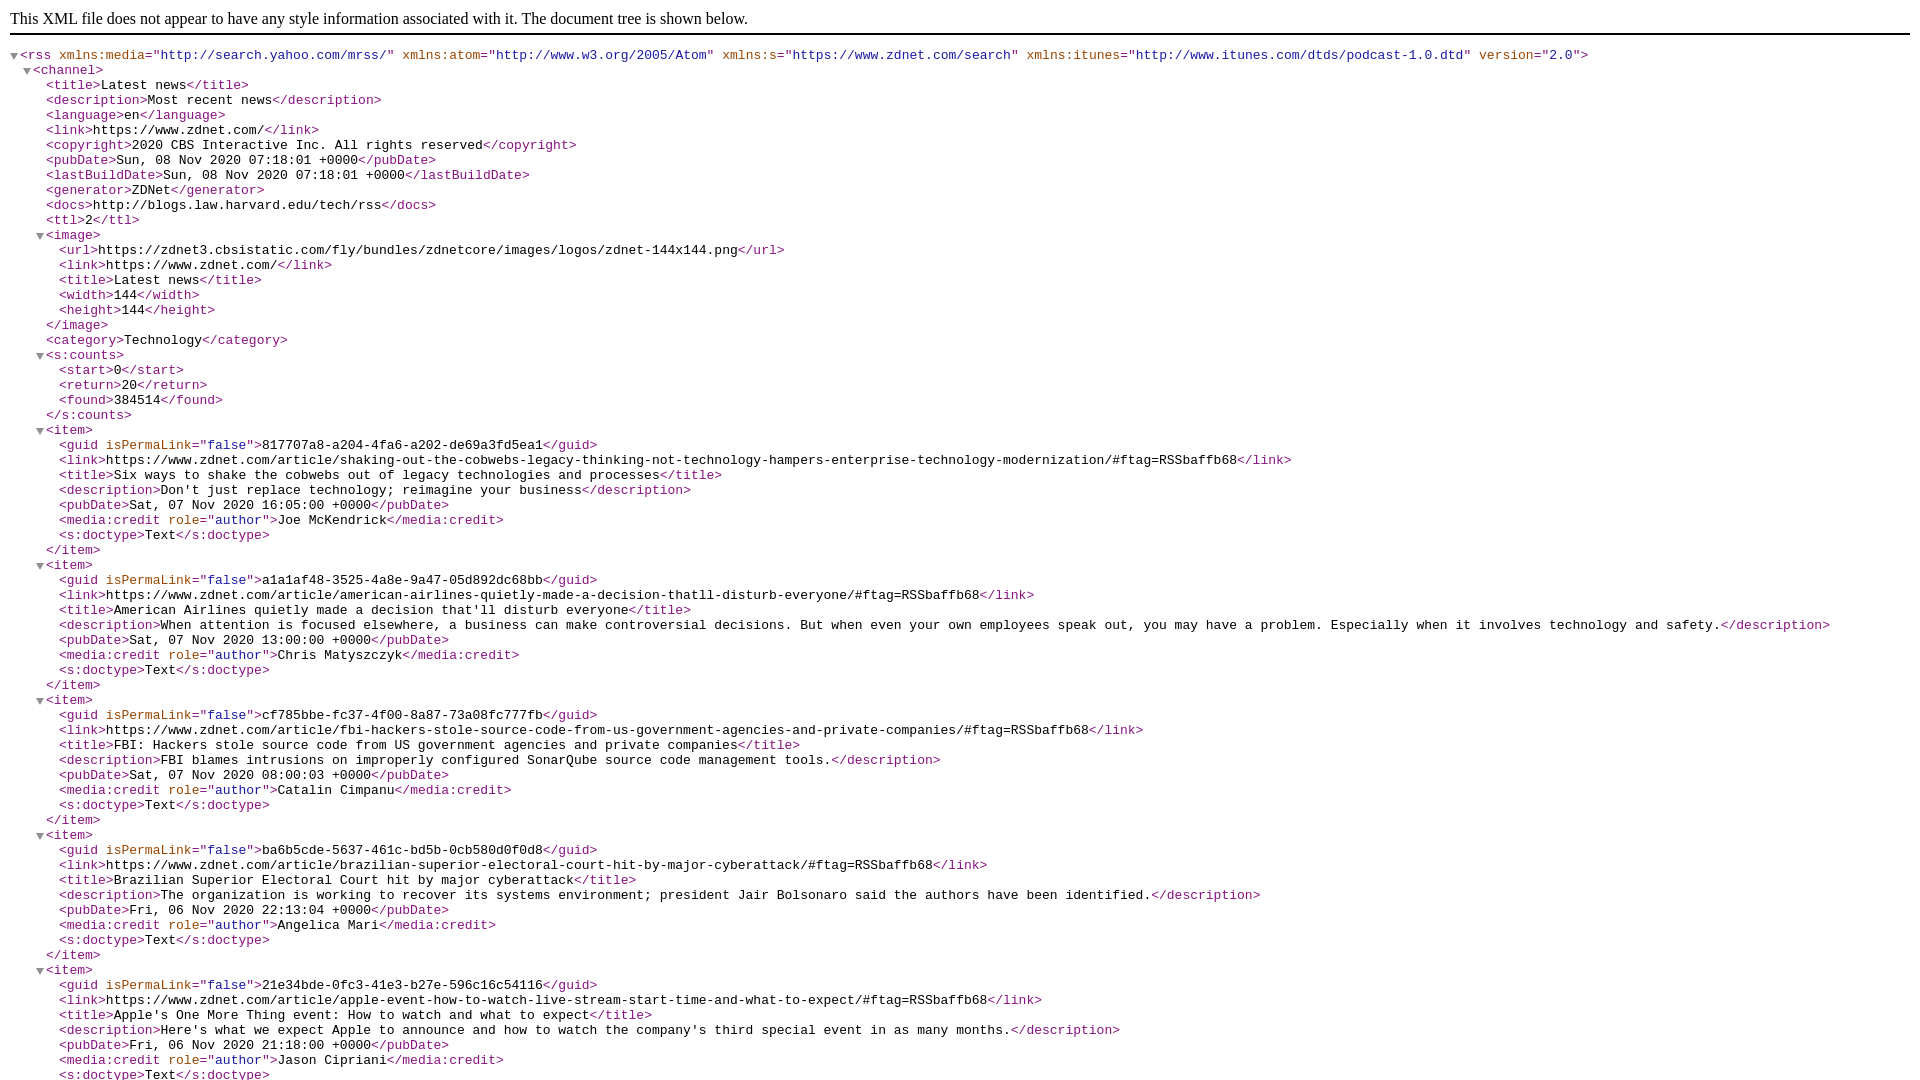 This XML file does not appear to have any style information associated with it. The document tree is shown below.
<rss xmlns:media="http://search.yahoo.com/mrss/" xmlns:atom="http://www.w3.org/2005/Atom" xmlns:s="https://www.zdnet.com/search" xmlns:itunes="http://www.itunes.com/dtds/podcast-1.0.dtd" version="2.0">
<channel>
<title>Latest news</title>
<description>Most recent news</description>
<language>en</language>
<link>https://www.zdnet.com/</link>
<copyright>2020 CBS Interactive Inc. All rights reserved</copyright>
<pubDate>Sun, 08 Nov 2020 07:18:01 +0000</pubDate>
<lastBuildDate>Sun, 08 Nov 2020 07:18:01 +0000</lastBuildDate>
<generator>ZDNet</generator>
<docs>http://blogs.law.harvard.edu/tech/rss</docs>
<ttl>2</ttl>
<image>
<url>https://zdnet3.cbsistatic.com/fly/bundles/zdnetcore/images/logos/zdnet-144x144.png</url>
<link>https://www.zdnet.com/</link>
<title>Latest news</title>
<width>144</width>
<height>144</height>
</image>
<category>Technology</category>
<s:counts>
<start>0</start>
<return>20</return>
<found>384514</found>
</s:counts>
<item>
<guid isPermaLink="false">817707a8-a204-4fa6-a202-de69a3fd5ea1</guid>
<link>https://www.zdnet.com/article/shaking-out-the-cobwebs-legacy-thinking-not-technology-hampers-enterprise-technology-modernization/#ftag=RSSbaffb68</link>
<title>Six ways to shake the cobwebs out of legacy technologies and processes</title>
<description>Don't just replace technology; reimagine your business</description>
<pubDate>Sat, 07 Nov 2020 16:05:00 +0000</pubDate>
<media:credit role="author">Joe McKendrick</media:credit>
<s:doctype>Text</s:doctype>
</item>
<item>
<guid isPermaLink="false">a1a1af48-3525-4a8e-9a47-05d892dc68bb</guid>
<link>https://www.zdnet.com/article/american-airlines-quietly-made-a-decision-thatll-disturb-everyone/#ftag=RSSbaffb68</link>
<title>American Airlines quietly made a decision that'll disturb everyone</title>
<description>When attention is focused elsewhere, a business can make controversial decisions. But when even your own employees speak out, you may have a problem. Especially when it involves technology and safety.</description>
<pubDate>Sat, 07 Nov 2020 13:00:00 +0000</pubDate>
<media:credit role="author">Chris Matyszczyk</media:credit>
<s:doctype>Text</s:doctype>
</item>
<item>
<guid isPermaLink="false">cf785bbe-fc37-4f00-8a87-73a08fc777fb</guid>
<link>https://www.zdnet.com/article/fbi-hackers-stole-source-code-from-us-government-agencies-and-private-companies/#ftag=RSSbaffb68</link>
<title>FBI: Hackers stole source code from US government agencies and private companies</title>
<description>FBI blames intrusions on improperly configured SonarQube source code management tools.</description>
<pubDate>Sat, 07 Nov 2020 08:00:03 +0000</pubDate>
<media:credit role="author">Catalin Cimpanu</media:credit>
<s:doctype>Text</s:doctype>
</item>
<item>
<guid isPermaLink="false">ba6b5cde-5637-461c-bd5b-0cb580d0f0d8</guid>
<link>https://www.zdnet.com/article/brazilian-superior-electoral-court-hit-by-major-cyberattack/#ftag=RSSbaffb68</link>
<title>Brazilian Superior Electoral Court hit by major cyberattack</title>
<description>The organization is working to recover its systems environment; president Jair Bolsonaro said the authors have been identified.</description>
<pubDate>Fri, 06 Nov 2020 22:13:04 +0000</pubDate>
<media:credit role="author">Angelica Mari</media:credit>
<s:doctype>Text</s:doctype>
</item>
<item>
<guid isPermaLink="false">21e34bde-0fc3-41e3-b27e-596c16c54116</guid>
<link>https://www.zdnet.com/article/apple-event-how-to-watch-live-stream-start-time-and-what-to-expect/#ftag=RSSbaffb68</link>
<title>Apple's One More Thing event: How to watch and what to expect</title>
<description>Here's what we expect Apple to announce and how to watch the company's third special event in as many months.</description>
<pubDate>Fri, 06 Nov 2020 21:18:00 +0000</pubDate>
<media:credit role="author">Jason Cipriani</media:credit>
<s:doctype>Text</s:doctype>